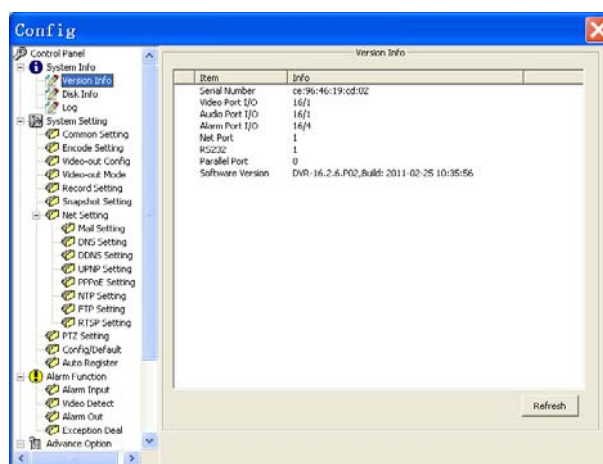 Config
Control Panel
System Info
Version Info
Disk Info
Log
System Setting
Common Setting
Encode Setting
Video-out Config
Video-out Mode
Record Setting
Snapshot Setting
Net Setting
Mail Setting
DNS Setting
DDNS Setting
UPNP Setting
PPPoE Setting
NTP Setting
FTP Setting
RTSP Setting
PTZ Setting
Config/Default
Auto Register
Alarm Function
Alarm Input
Video Detect
Alarm Out
Exception Deal
Advance Option
Version Info
Item Info
Serial Number ce:96:46:19:cd:02
Video Port I/O 16/1
Audio Port I/O 16/1
Alarm Port I/O 16/4
Net Port 1
RS232 1
Parallel Port 0
Software Version DVR-16.2.6.P02,Build: 2011-02-25 10:35:56
Refresh